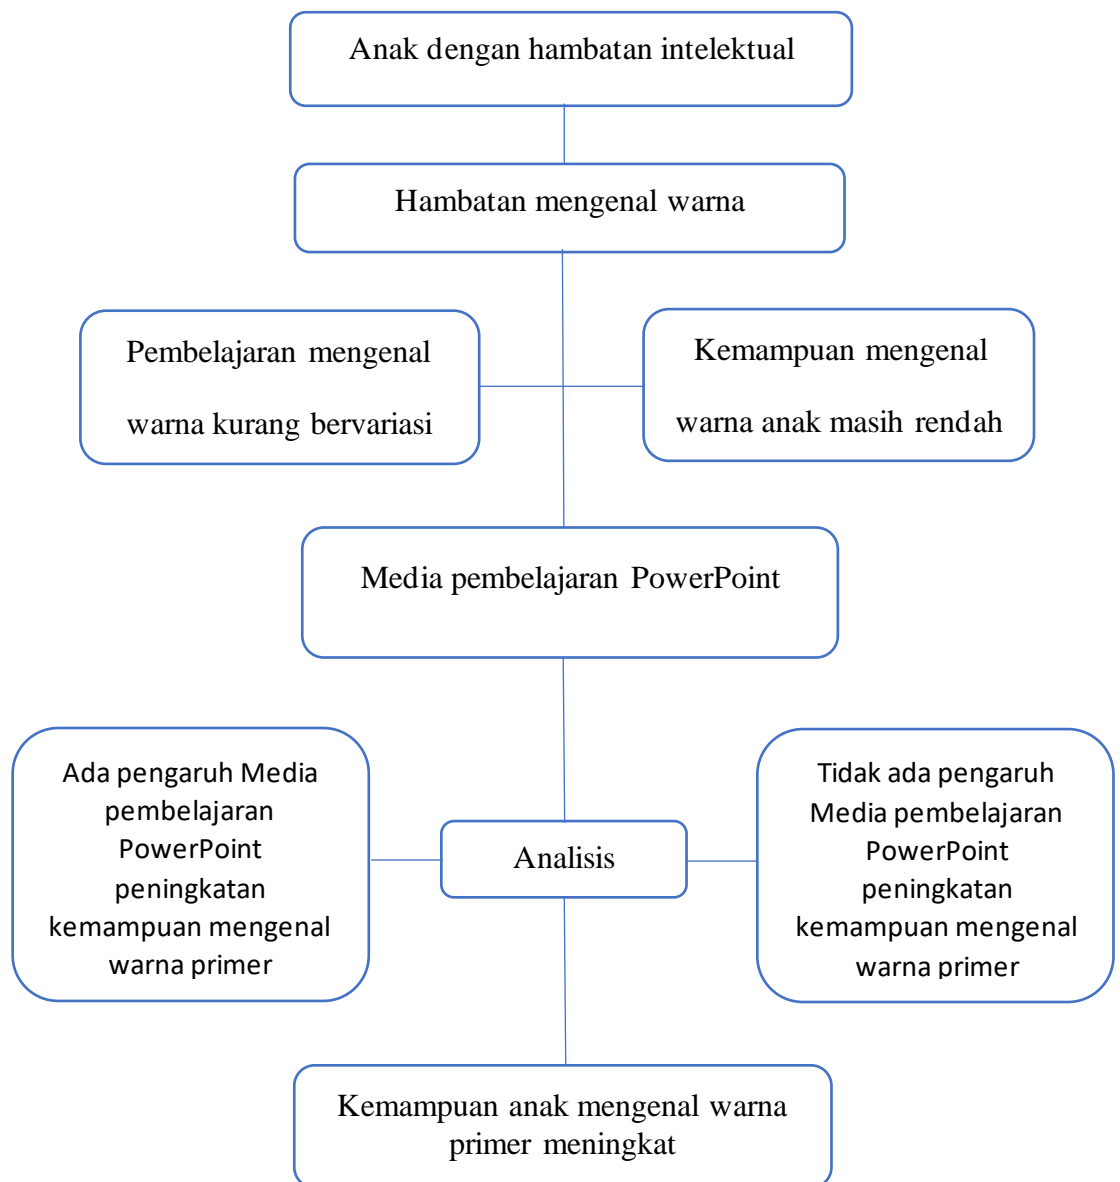 Anak dengan hambatan intelektual
Hambatan mengenal warna
Pembelajaran mengenal
warna kurang bervariasi
Kemampuan mengenal
warna anak masih rendah
Media pembelajaran PowerPoint
Ada pengaruh Media
pembelajaran
PowerPoint
peningkatan
kemampuan mengenal
warna primer
Analisis
Tidak ada pengaruh
Media pembelajaran
PowerPoint
peningkatan
kemampuan mengenal
warna primer
Kemampuan anak mengenal warna
primer meningkat